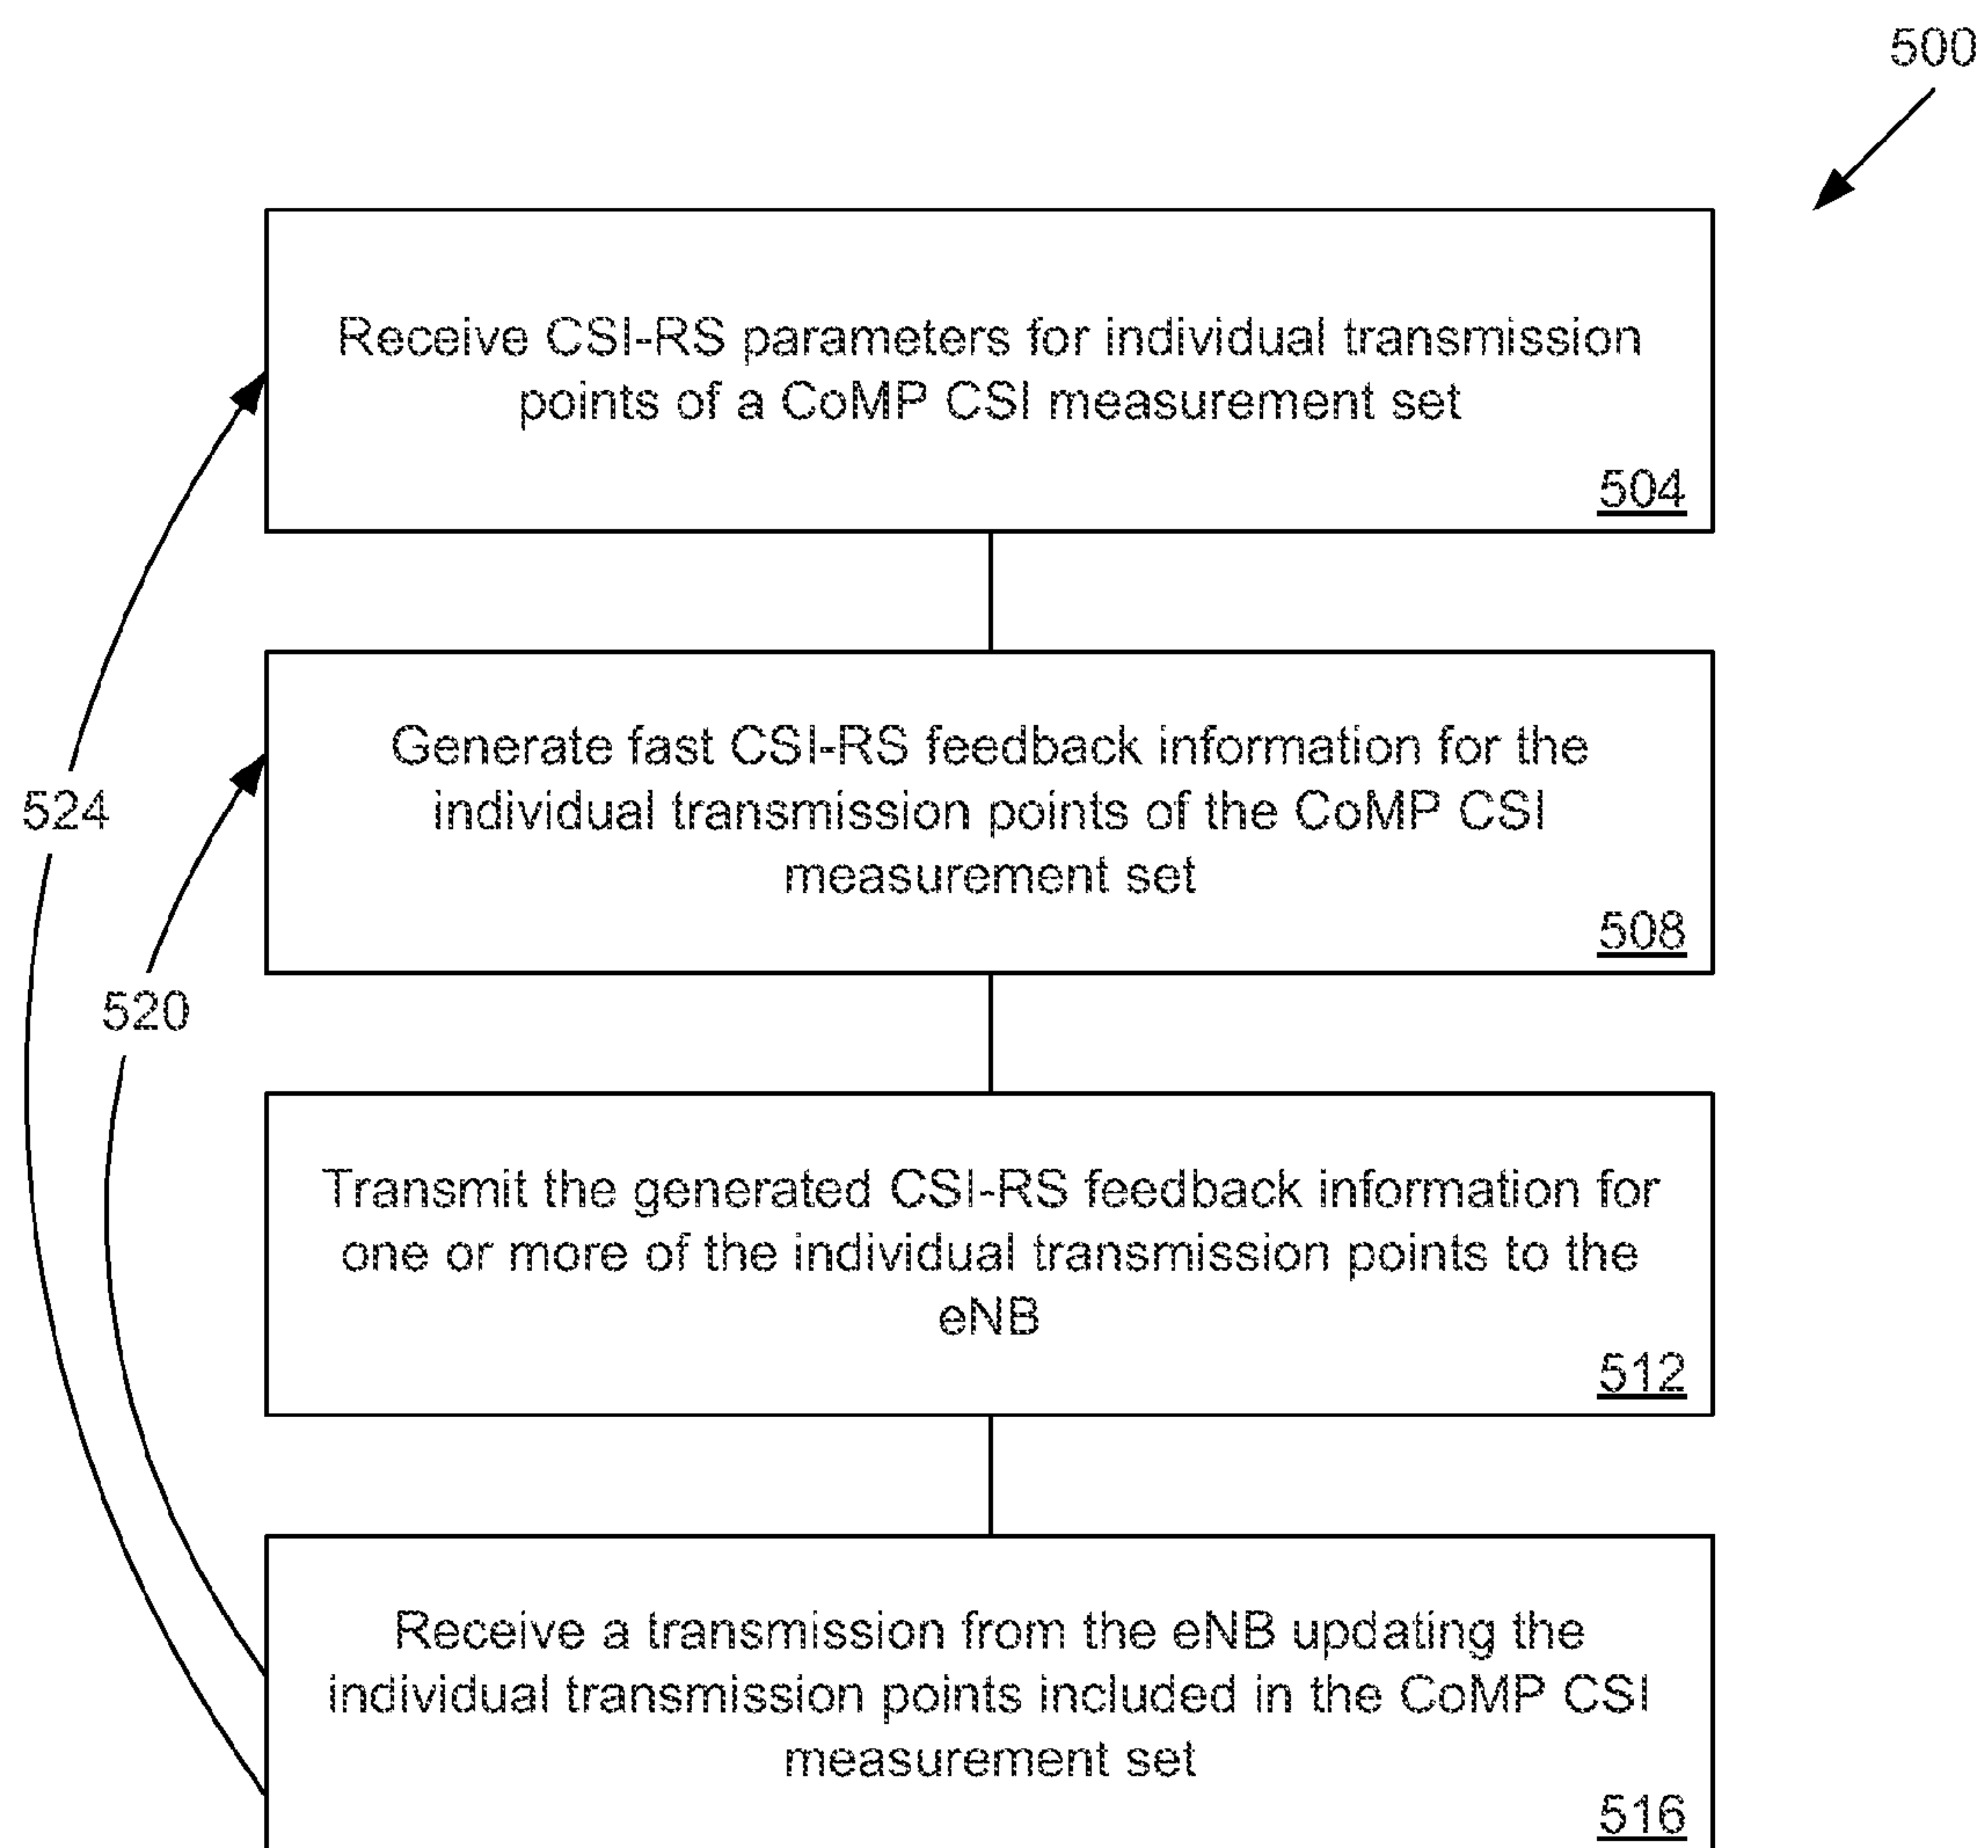 500
Receive CSI-RS parameters for individual transmission
points of a CoMP CSI measurement set
504
Generate fast CSI-RS feedback information for the
individual transmission points of the CoMP CSI
measurement set
508
524
520
Transmit the generated CSI-RS feedback information for
one or more of the individual transmission points to the
eNB
512
Receive a transmission from the eNB updating the
individual transmission points included in the CoMP CSI
measurement set
516